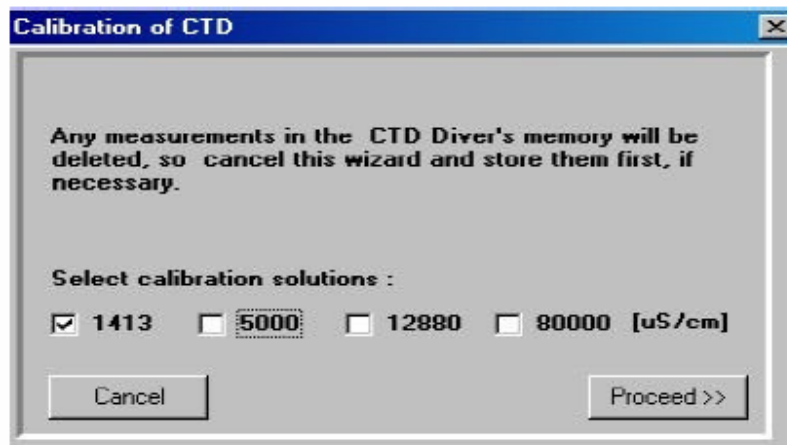 Calibration of CTD
Any measurements in the CTD Diver's memory will be
deleted, so cancel this wizard and store them first, if
necessary.
Select calibration solutions :
1413 5000 12880 80000 [uS/cm]
Cancel Proceed >>